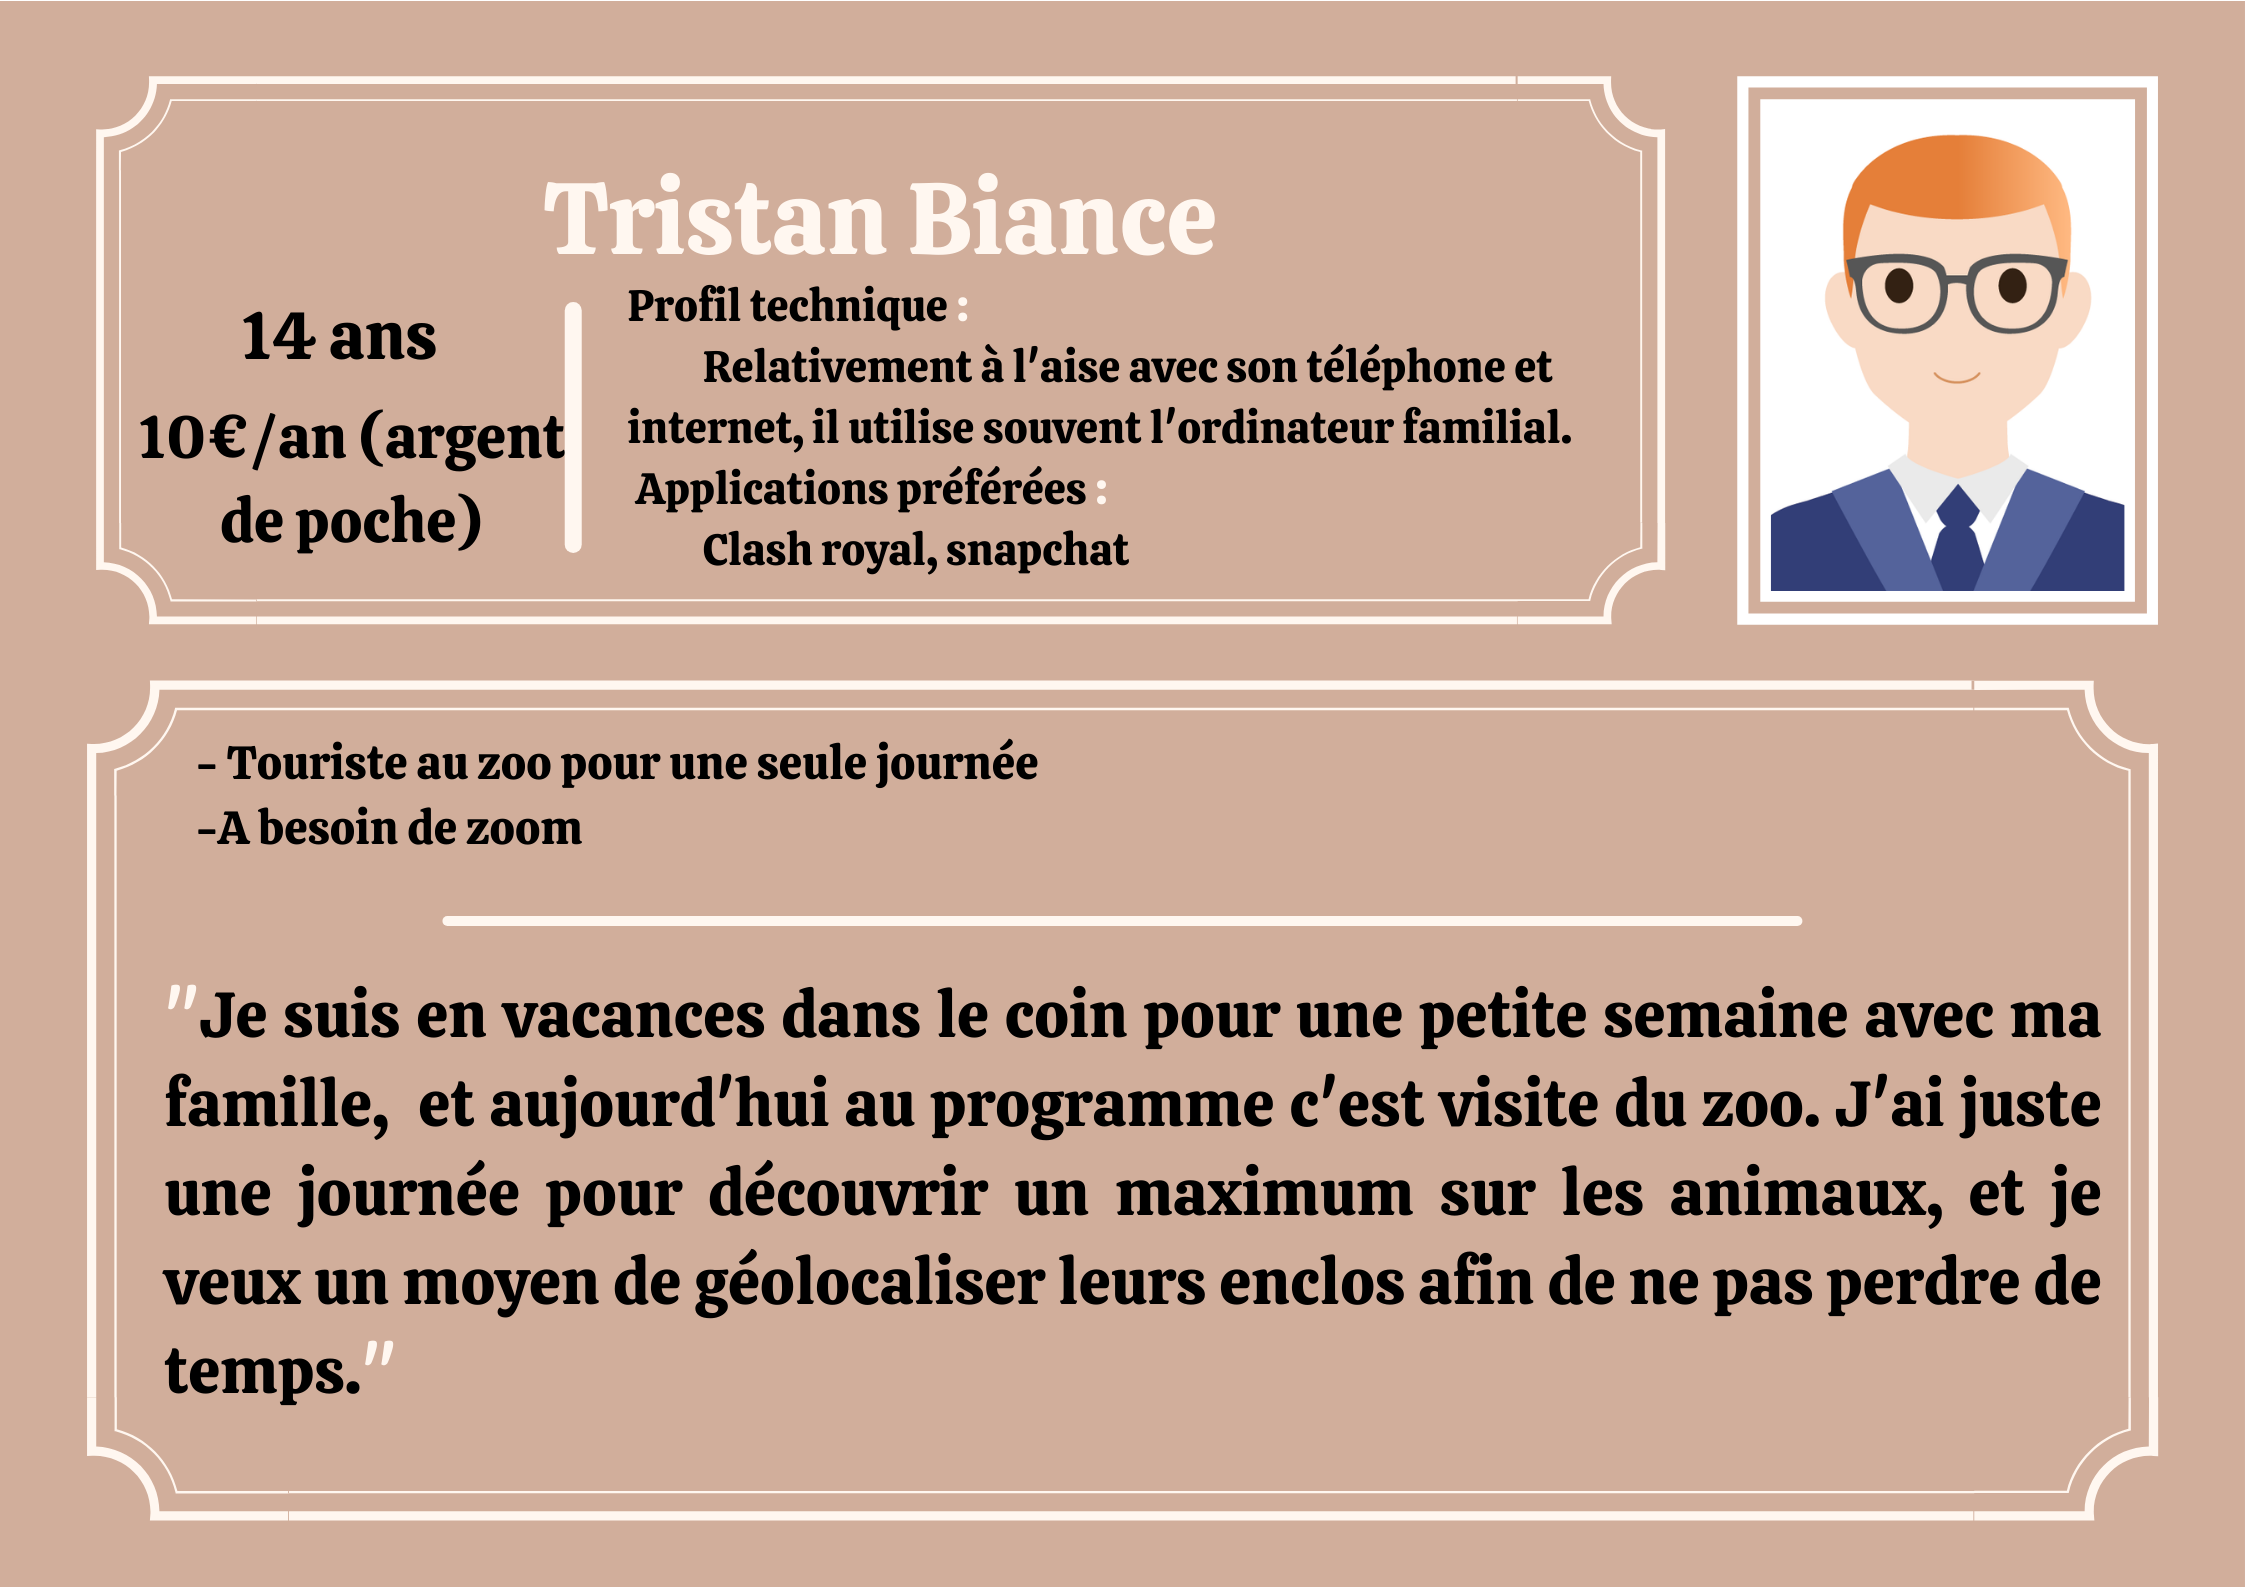 Tristan Biance
14 ans
10€/an (argent
de poche)
Profil technique :
Relativement à l'aise avec son téléphone et
internet, il utilise souvent l'ordinateur familial.
Applications préférées :
Clash royal, snapchat
- Touriste au zoo pour une seule journée
-A besoin de zoom
"Je suis en vacances dans le coin pour une petite semaine avec ma
famille,  et aujourd'hui au programme c'est visite du zoo. J'ai juste
une journée pour découvrir un maximum sur les animaux, et je
veux un moyen de géolocaliser leurs enclos afin de ne pas perdre de
temps."